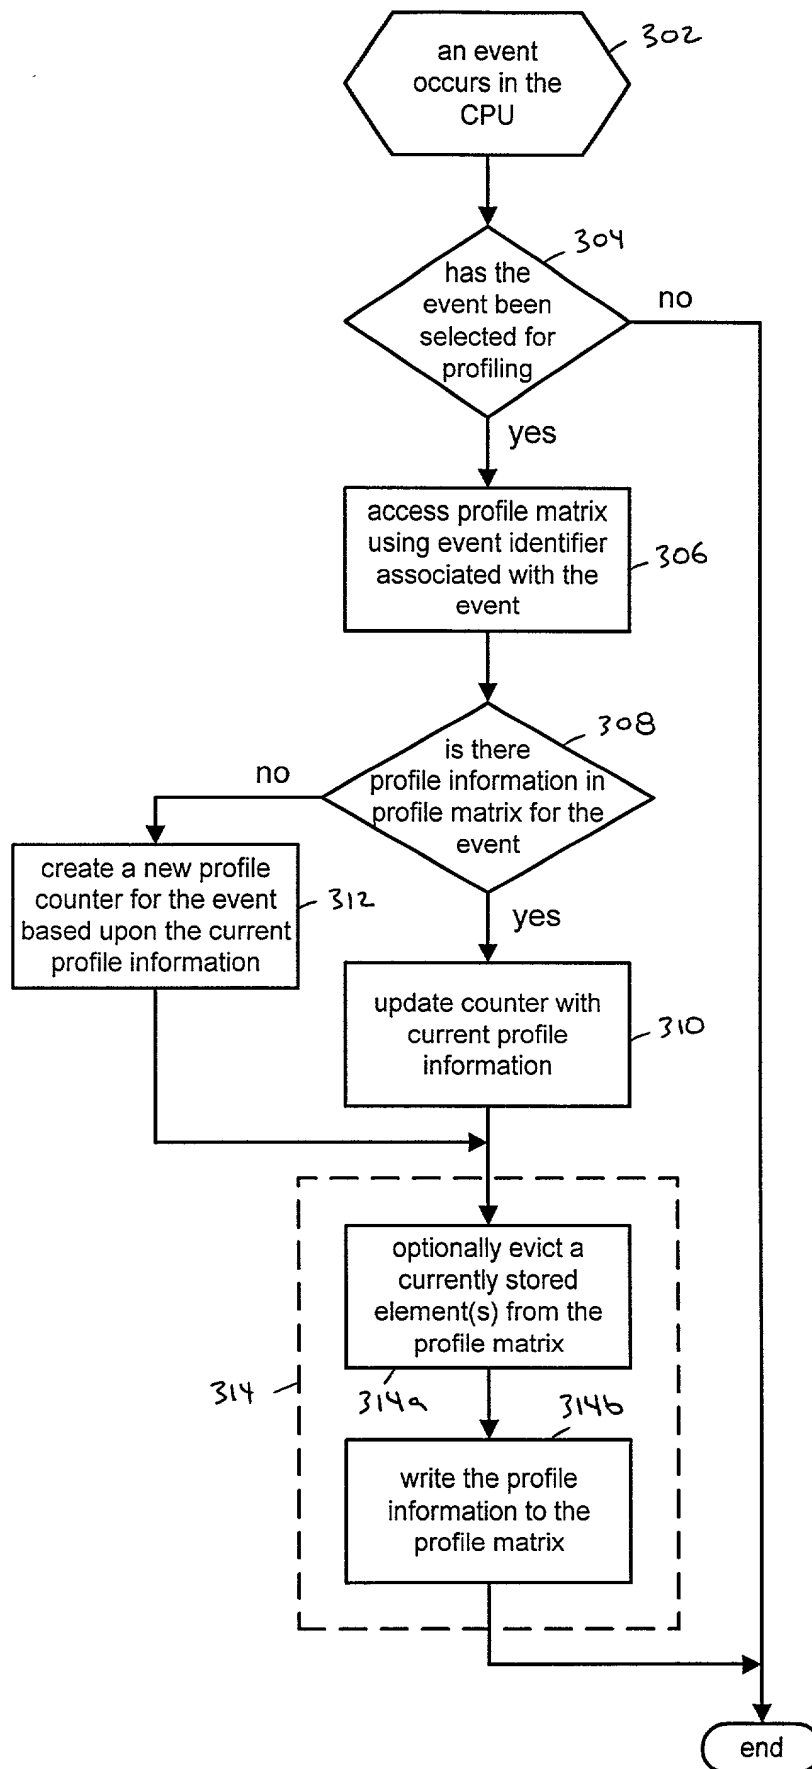 an event
occurs in the
CPU
302
has the
event been
selected for
profiling
304
no
yes
access profile matrix
using event identifier
associated with the
event
306
is there
profile information in
profile matrix for the
event
308
no
create a new profile
counter for the event
based upon the current
profile information
312
yes
update counter with
current profile
information
310
optionally evict a
currently stored
element(s) from the
profile matrix
314
314a
314b
write the profile
information to the
profile matrix
end